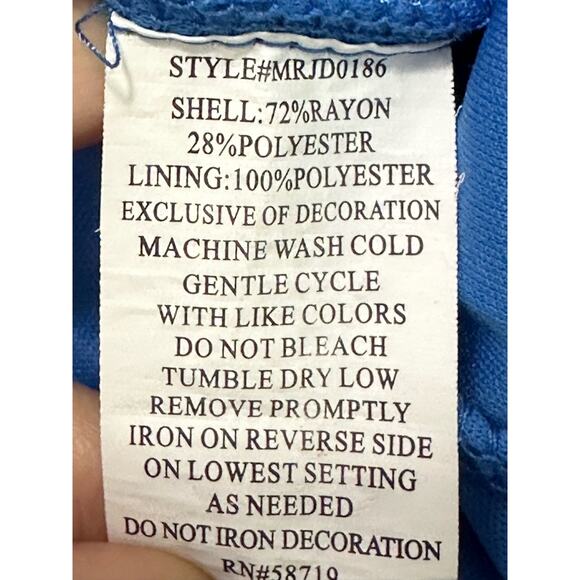 STYLE#MRJD0186
SHELL:72%RAYON
28%POLYESTER
LINING:100%POLYESTER
EXCLUSIVE OF DECORATION
MACHINE WASH COLD
GENTLE CYCLE
WITH LIKE COLORS
DO NOT BLEACH
TUMBLE DRY LOW
REMOVE PROMPTLY
IRON ON REVERSE SIDE
ON LOWEST SETTING
AS NEEDED
DO NOT IRON DECORATION
RN#58719